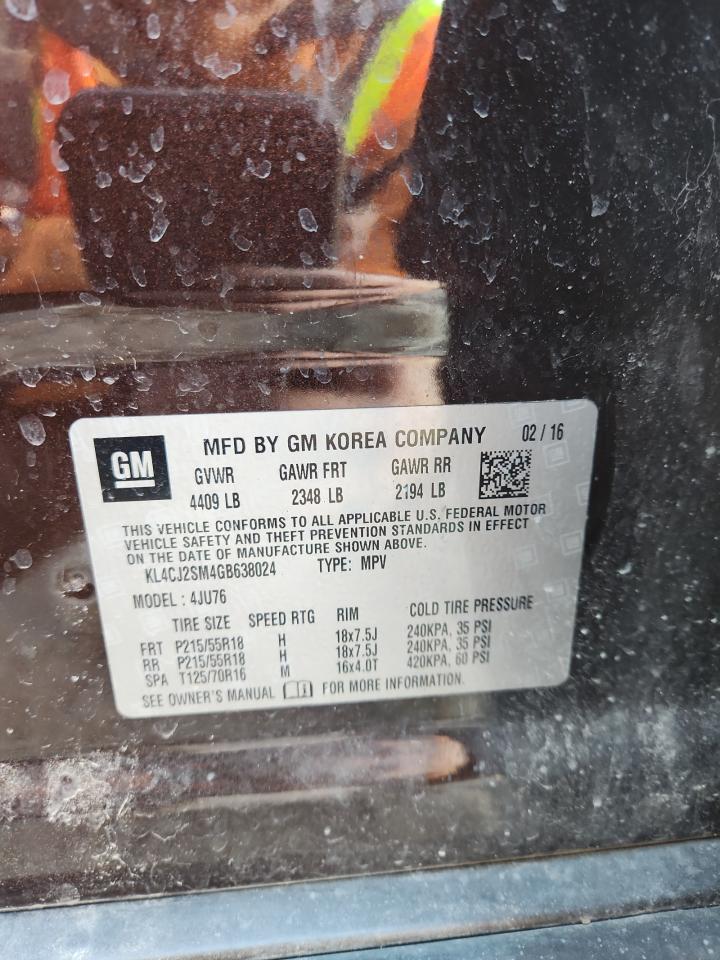 GM
MFD BY GM KOREA COMPANY 02 / 16
GVWR GAWR FRT GAWR RR
4409 LB 2348 LB 2194 LB
THIS VEHICLE CONFORMS TO ALL APPLICABLE U.S. FEDERAL MOTOR
VEHICLE SAFETY AND THEFT PREVENTION STANDARDS IN EFFECT
ON THE DATE OF MANUFACTURE SHOWN ABOVE.
KL4CJ2SM4GB638024 TYPE: MPV
MODEL : 4JU76
TIRE SIZE SPEED RTG RIM COLD TIRE PRESSURE
FRT P215/55R18 H 18x7.5J 240KPA, 35 PSI
RR P215/55R18 H 18x7.5J 240KPA, 35 PSI
SPA T125/70R16 M 16x4.0T 420KPA, 60 PSI
SEE OWNER'S MANUAL FOR MORE INFORMATION.